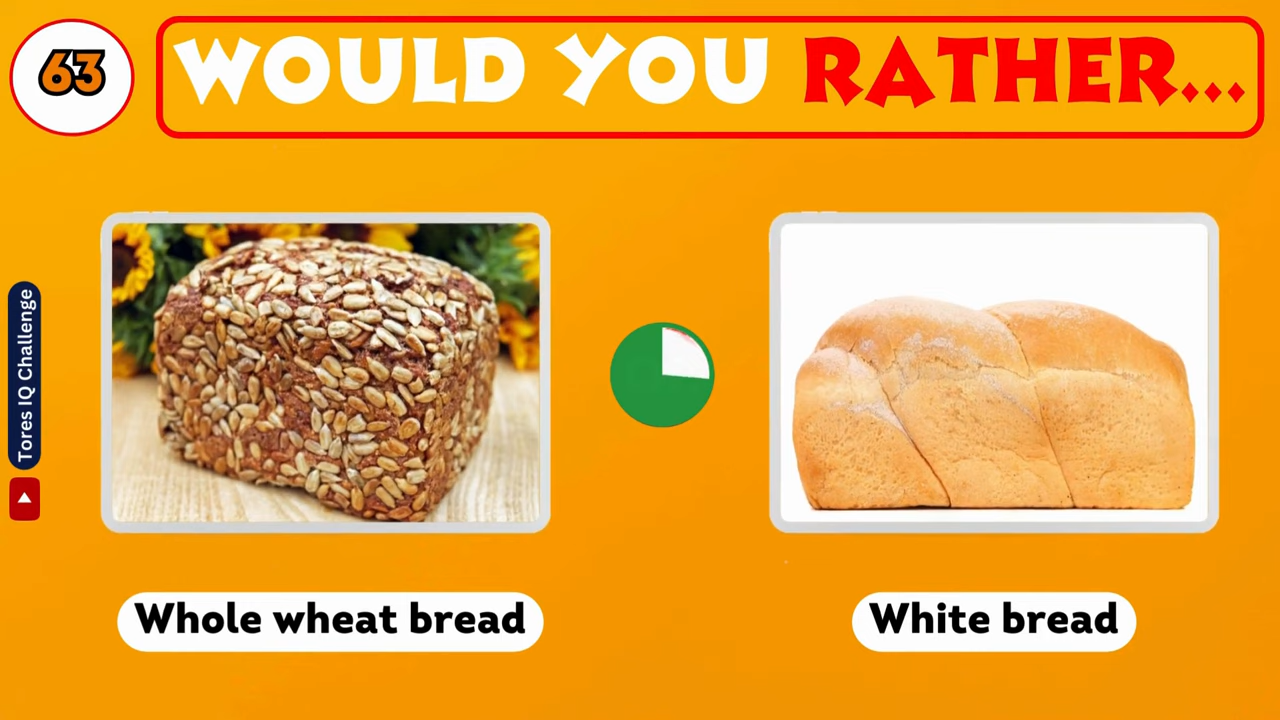 63
WOULD YOU RATHER...
Tores IQ Challenge
Whole wheat bread
White bread